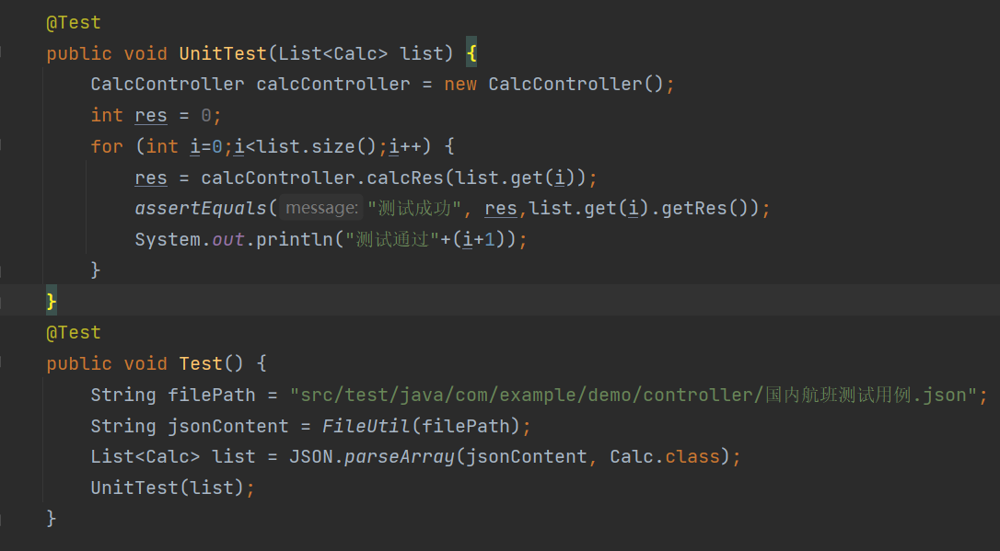 @Test
public void UnitTest(List<Calc> list) {
CalcController calcController = new CalcController();
int res = 0;
for (int i=0;i<list.size();i++) {
res = calcController.calcRes(list.get(i));
assertEquals( message: "测试成功", res,list.get(i).getRes());
System.out.println("测试通过"+(i+1));
}
}
@Test
public void Test() {
String filePath = "src/test/java/com/example/demo/controller/国内航班测试用例.json";
String jsonContent = FileUtil(filePath);
List<Calc> list = JSON.parseArray(jsonContent, Calc.class);
UnitTest(list);
}